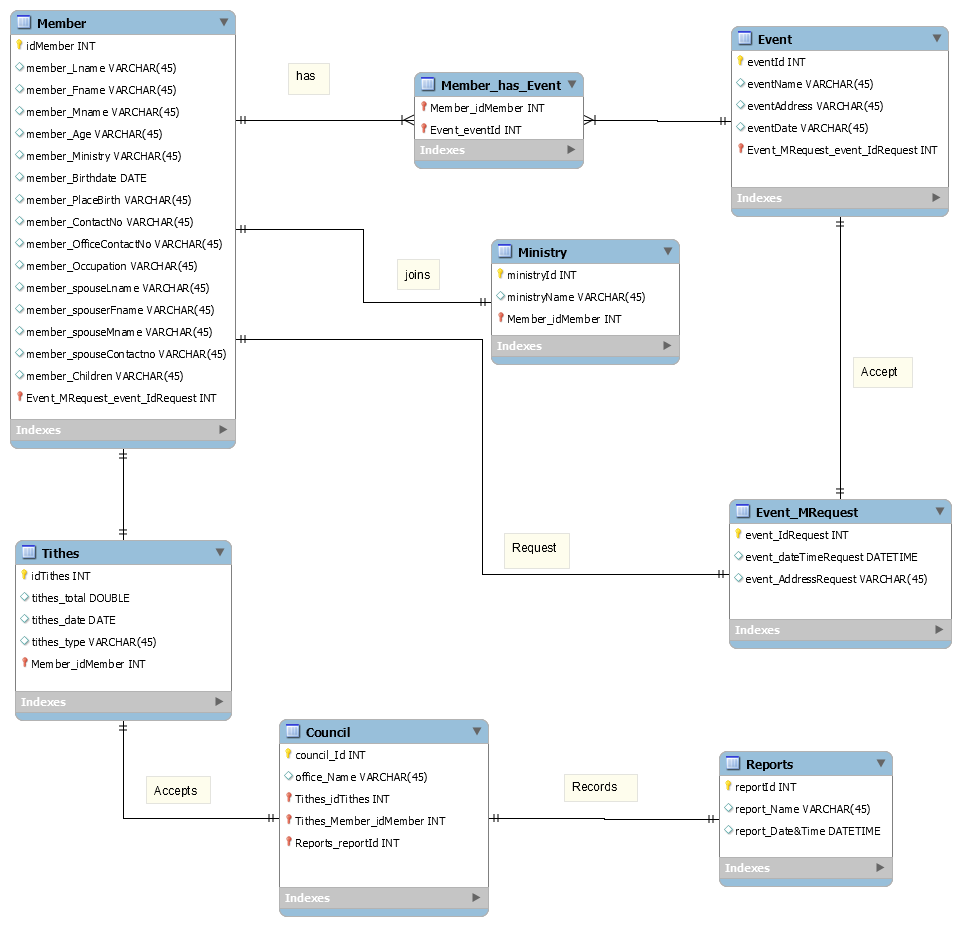 Member
idMember INT
member_Lname VARCHAR(45)
member_Fname VARCHAR(45)
member_Mname VARCHAR(45)
member_Age VARCHAR(45)
member_Ministry VARCHAR(45)
member_Birthdate DATE
member_PlaceBirth VARCHAR(45)
member_ContactNo VARCHAR(45)
member_OfficeContactNo VARCHAR(45)
member_Occupation VARCHAR(45)
member_spouseLname VARCHAR(45)
member_spouserFname VARCHAR(45)
member_spouseMname VARCHAR(45)
member_spouseContactno VARCHAR(45)
member_Children VARCHAR(45)
Event_MRequest_event_IdRequest INT
Indexes
has
Member_has_Event
Member_idMember INT
Event_eventId INT
Indexes
Event
eventId INT
eventName VARCHAR(45)
eventAddress VARCHAR(45)
eventDate VARCHAR(45)
Event_MRequest_event_IdRequest INT
Indexes
joins
Ministry
ministryId INT
ministryName VARCHAR(45)
Member_idMember INT
Indexes
Accept
Request
Event_MRequest
event_IdRequest INT
event_dateTimeRequest DATETIME
event_AddressRequest VARCHAR(45)
Indexes
Tithes
idTithes INT
tithes_total DOUBLE
tithes_date DATE
tithes_type VARCHAR(45)
Member_idMember INT
Indexes
Accepts
Council
council_Id INT
office_Name VARCHAR(45)
Tithes_idTithes INT
Tithes_Member_idMember INT
Reports_reportId INT
Indexes
Records
Reports
reportId INT
report_Name VARCHAR(45)
report_Date&Time DATETIME
Indexes